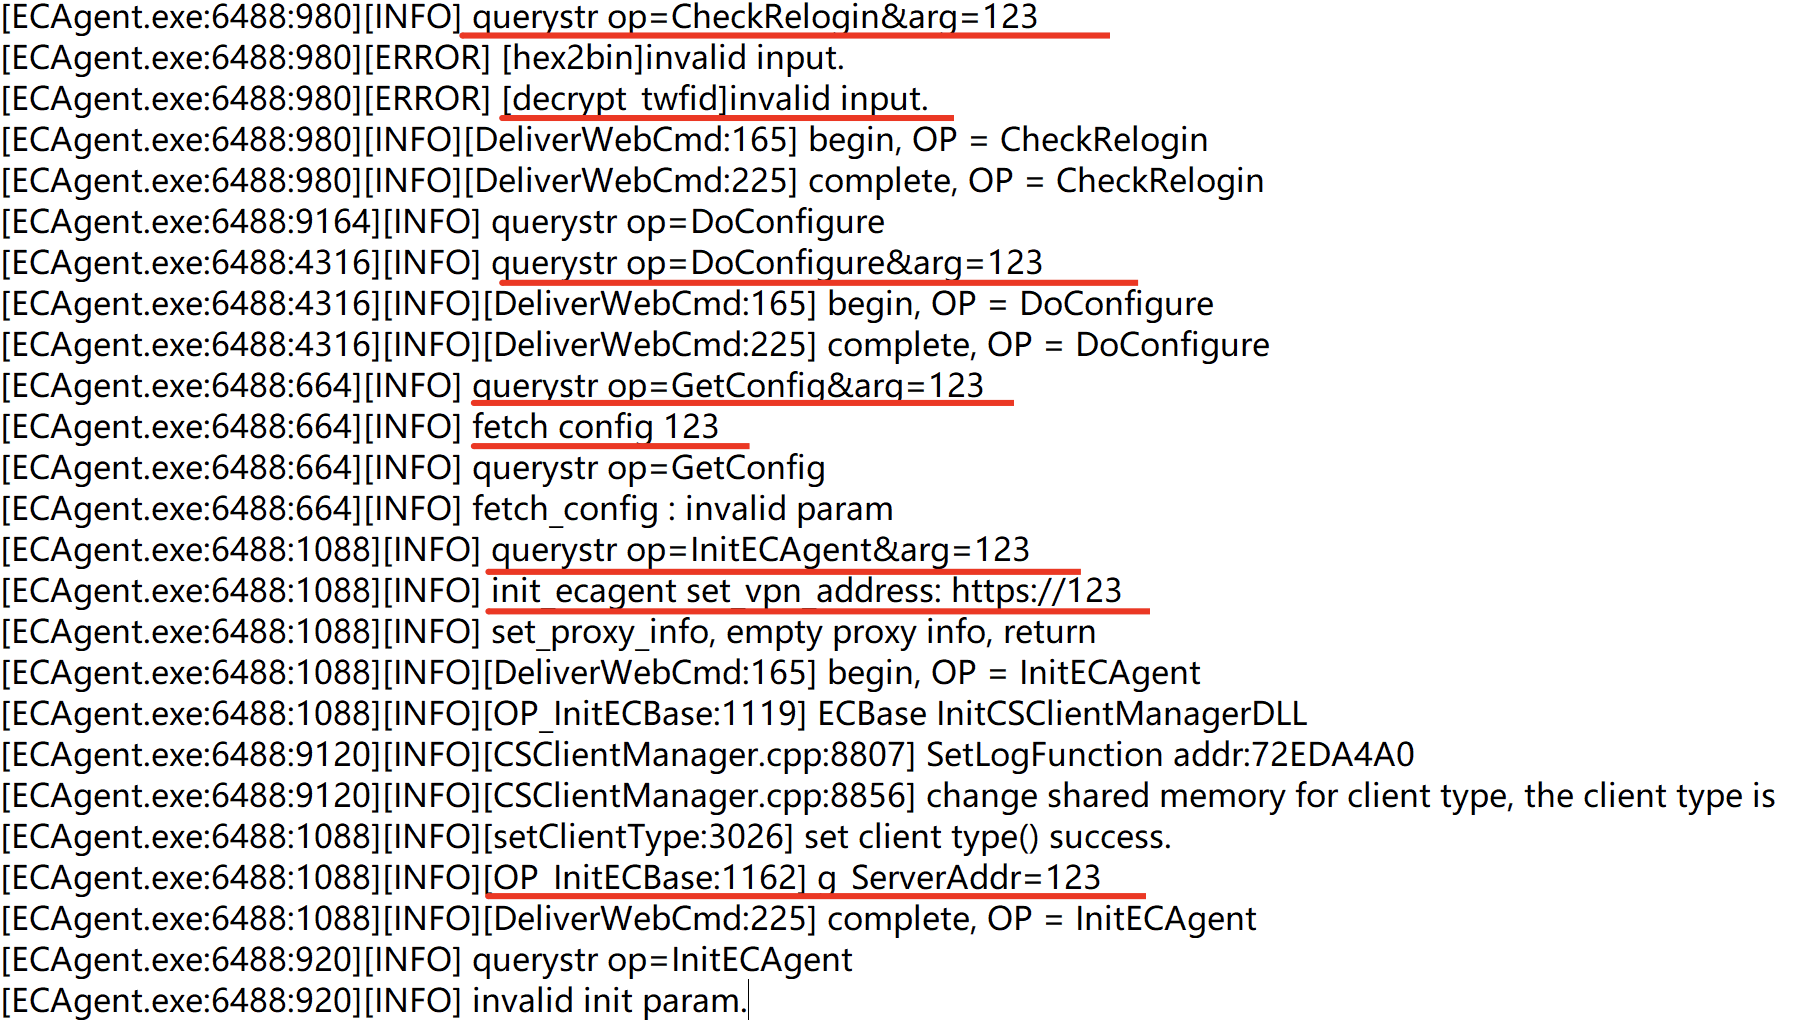 [ECAgent.exe:6488:980][INFO] querystr op=CheckRelogin&arg=123
[ECAgent.exe:6488:980][ERROR] [hex2bin]invalid input.
[ECAgent.exe:6488:980][ERROR] [decrypt_twfid]invalid input.
[ECAgent.exe:6488:980][INFO][DeliverWebCmd:165] begin, OP = CheckRelogin
[ECAgent.exe:6488:980][INFO][DeliverWebCmd:225] complete, OP = CheckRelogin
[ECAgent.exe:6488:9164][INFO] querystr op=DoConfigure
[ECAgent.exe:6488:4316][INFO] querystr op=DoConfigure&arg=123
[ECAgent.exe:6488:4316][INFO][DeliverWebCmd:165] begin, OP = DoConfigure
[ECAgent.exe:6488:4316][INFO][DeliverWebCmd:225] complete, OP = DoConfigure
[ECAgent.exe:6488:664][INFO] querystr op=GetConfig&arg=123
[ECAgent.exe:6488:664][INFO] fetch config 123
[ECAgent.exe:6488:664][INFO] querystr op=GetConfig
[ECAgent.exe:6488:664][INFO] fetch_config : invalid param
[ECAgent.exe:6488:1088][INFO] querystr op=InitECAgent&arg=123
[ECAgent.exe:6488:1088][INFO] init_ecagent set_vpn_address: https://123
[ECAgent.exe:6488:1088][INFO] set_proxy_info, empty proxy info, return
[ECAgent.exe:6488:1088][INFO][DeliverWebCmd:165] begin, OP = InitECAgent
[ECAgent.exe:6488:1088][INFO][OP_InitECBase:1119] ECBase InitCSClientManagerDLL
[ECAgent.exe:6488:9120][INFO][CSClientManager.cpp:8807] SetLogFunction addr:72EDA4A0
[ECAgent.exe:6488:9120][INFO][CSClientManager.cpp:8856] change shared memory for client type, the client type is
[ECAgent.exe:6488:1088][INFO][setClientType:3026] set client type() success.
[ECAgent.exe:6488:1088][INFO][OP_InitECBase:1162] g_ServerAddr=123
[ECAgent.exe:6488:1088][INFO][DeliverWebCmd:225] complete, OP = InitECAgent
[ECAgent.exe:6488:920][INFO] querystr op=InitECAgent
[ECAgent.exe:6488:920][INFO] invalid init param.